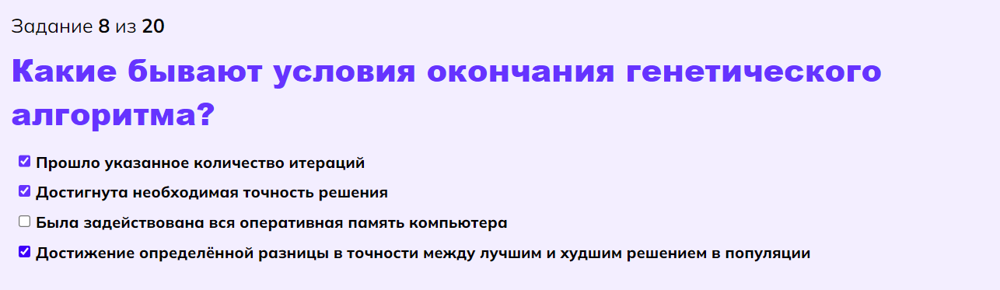 Задание 8 из 20
Какие бывают условия окончания генетического
алгоритма?
Прошло указанное количество итераций
Достигнута необходимая точность решения
Была задействована вся оперативная память компьютера
Достижение определённой разницы в точности между лучшим и худшим решением в популяции